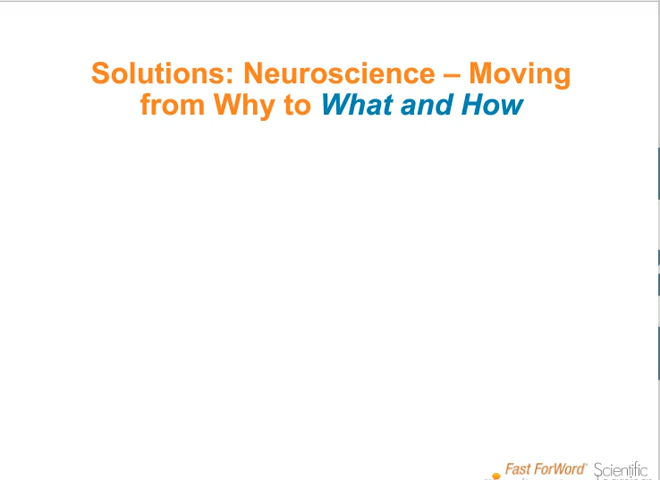 Solutions: Neuroscience – Moving
from Why to What and How
Fast ForWord Scientific